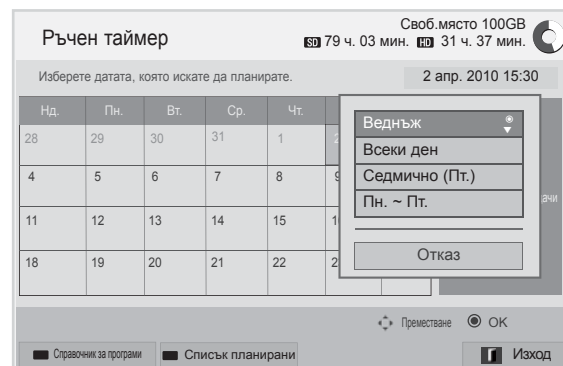 Ръчен таймер
Своб.място 100GB
SD 79 ч. 03 мин. HD 31 ч. 37 мин.
Изберете датата, която искате да планирате.
2 апр. 2010 15:30
Нд. Пн. Вт. Ср. Чт.
28 29 30 31 1 2
4 5 6 7 8 9
11 12 13 14 15
18 19 20 21 22
Веднъж
Всеки ден
Седмично (Пт.)
Пн. ~ Пт.
Отказ
Преместване OK
Справочник за програми Списък планирани Изход